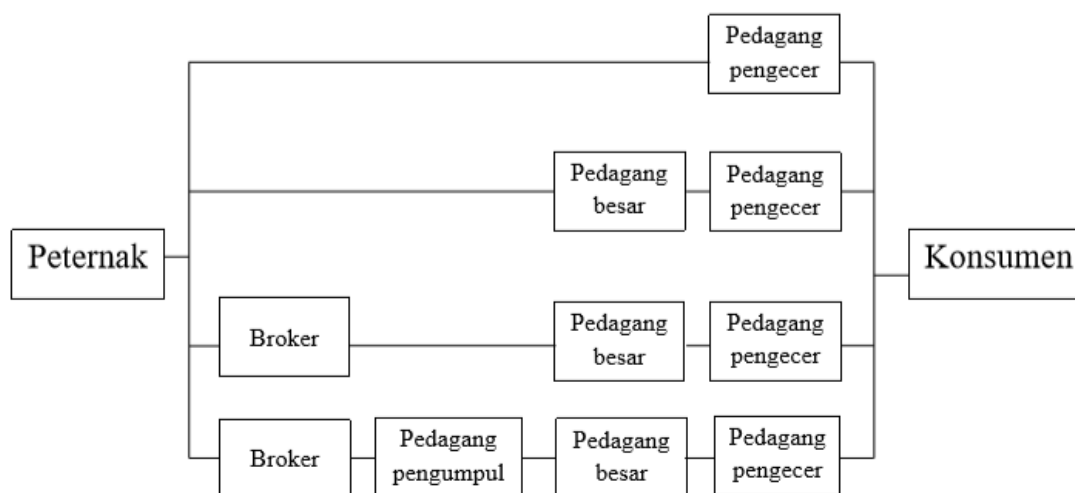 Pedagang
pengecer
Pedagang
besar
Pedagang
pengecer
Peternak
Konsumen
Broker
Pedagang
besar
Pedagang
pengecer
Broker
Pedagang
pengumpul
Pedagang
besar
Pedagang
pengecer